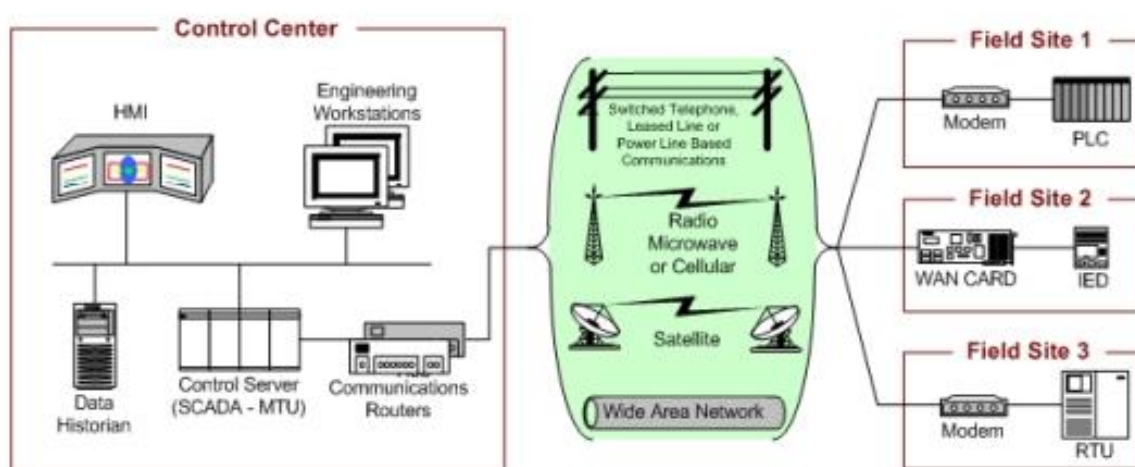 Control Center
HMI
Engineering
Workstations
Data
Historian
Control Server
(SCADA - MTU)
Communications
Routers
Switched Telephone,
Leased Line or
Power Line Based
Communications
Radio
Microwave
or Cellular
Satellite
Wide Area Network
Field Site 1
Modem
PLC
Field Site 2
WAN CARD
IED
Field Site 3
Modem
RTU